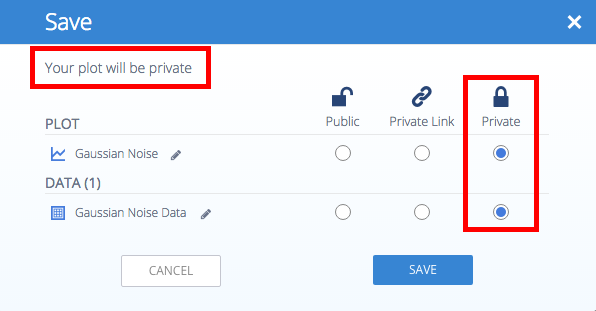 Save
Your plot will be private
Public Private Link Private
PLOT
Gaussian Noise
DATA (1)
Gaussian Noise Data
CANCEL SAVE